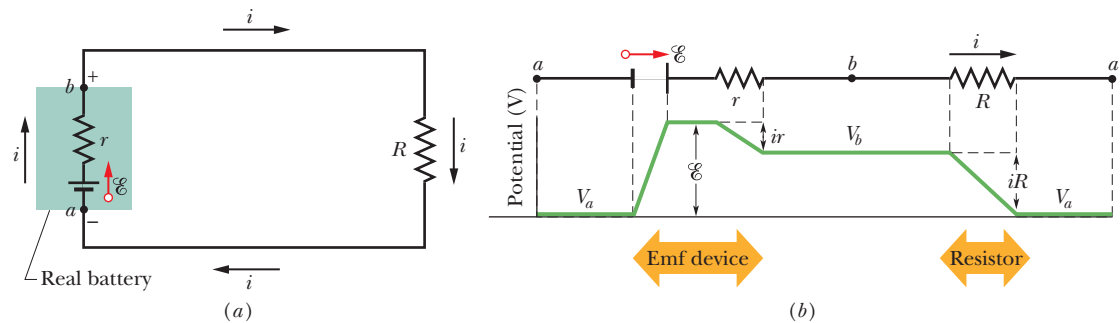 i
b
+
i
r
ℰ
R
i
a
–
Real battery
i
(a)
i
ℰ
a
b
a
r
R
Potential (V)
ir
V_b
ℰ
iR
V_a
V_a
Emf device
Resistor
(b)